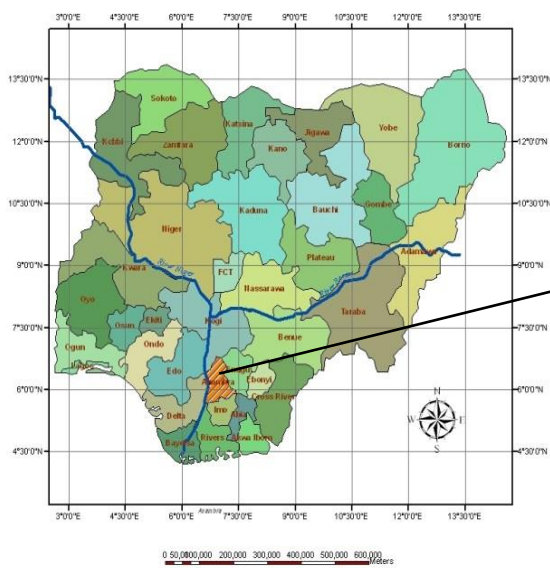 3°0'0"E 4°30'0"E 6°0'0"E 7°30'0"E 9°0'0"E 10°30'0"E 12°0'0"E 13°30'0"E
13°30'0"N 13°30'0"N
Sokoto
Katsina
Yobe
Jigawa
12°0'0"N Kebbi Zamfara Kano Borno 12°0'0"N
10°30'0"N Kaduna Bauchi Gombe 10°30'0"N
Niger
Adamawa
9°0'0"N Kwara River Niger FCT Plateau 9°0'0"N
Nassarawa River Benue
Oyo Taraba
7°30'0"N Osun Ekiti Kogi Benue 7°30'0"N
Ogun Ondo
Lagos Edo Ebonyi
6°0'0"N Anambra Cross River 6°0'0"N
Delta Imo Abia
Bayelsa Rivers Akwa Ibom
4°30'0"N 4°30'0"N
N
W E
S
Anambra
3°0'0"E 4°30'0"E 6°0'0"E 7°30'0"E 9°0'0"E 10°30'0"E 12°0'0"E 13°30'0"E
200,000 300,000 400,000 500,000 600,000
Meters